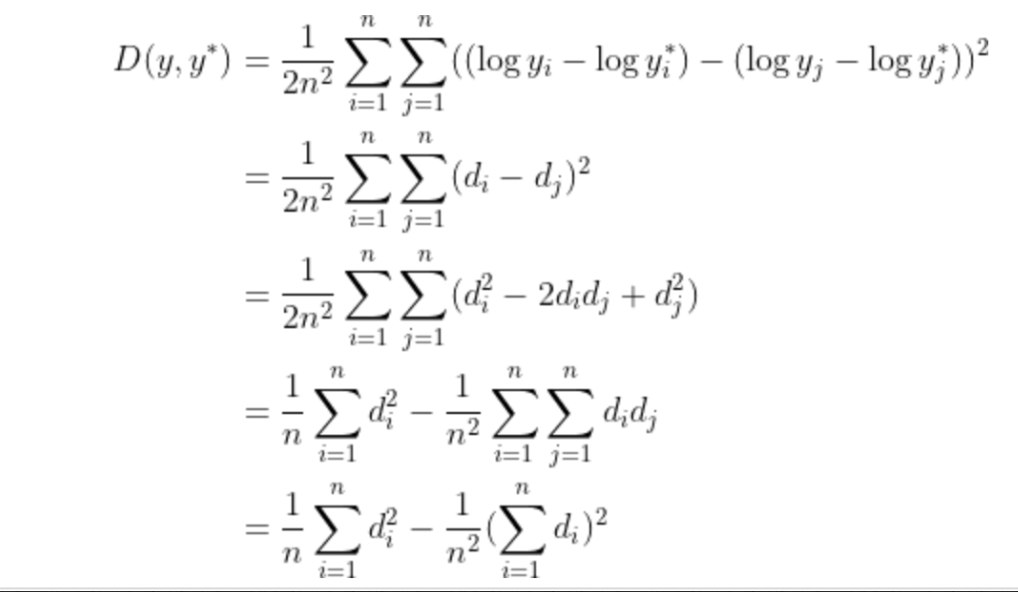 $D(y, y^*) = \frac{1}{2n^2} \sum_{i=1}^{n} \sum_{j=1}^{n} ((\log y_i - \log y_i^*) - (\log y_j - \log y_j^*))^2$
$= \frac{1}{2n^2} \sum_{i=1}^{n} \sum_{j=1}^{n} (d_i - d_j)^2$
$= \frac{1}{2n^2} \sum_{i=1}^{n} \sum_{j=1}^{n} (d_i^2 - 2d_i d_j + d_j^2)$
$= \frac{1}{n} \sum_{i=1}^{n} d_i^2 - \frac{1}{n^2} \sum_{i=1}^{n} \sum_{j=1}^{n} d_i d_j$
$= \frac{1}{n} \sum_{i=1}^{n} d_i^2 - \frac{1}{n^2} (\sum_{i=1}^{n} d_i)^2$